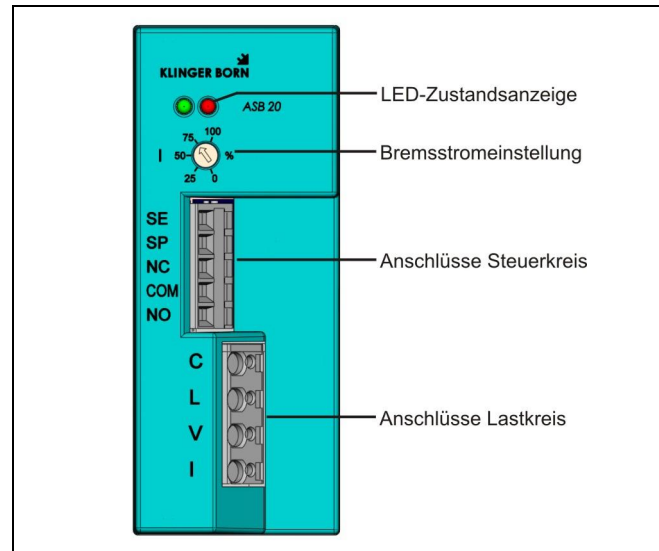 KLINGER BORN
LED-Zustandsanzeige
ASB 20
75 100
I 50 %
25 0
Bremsstromeinstellung
SE
SP
NC
COM
NO
Anschlüsse Steuerkreis
C
L
V
I
Anschlüsse Lastkreis